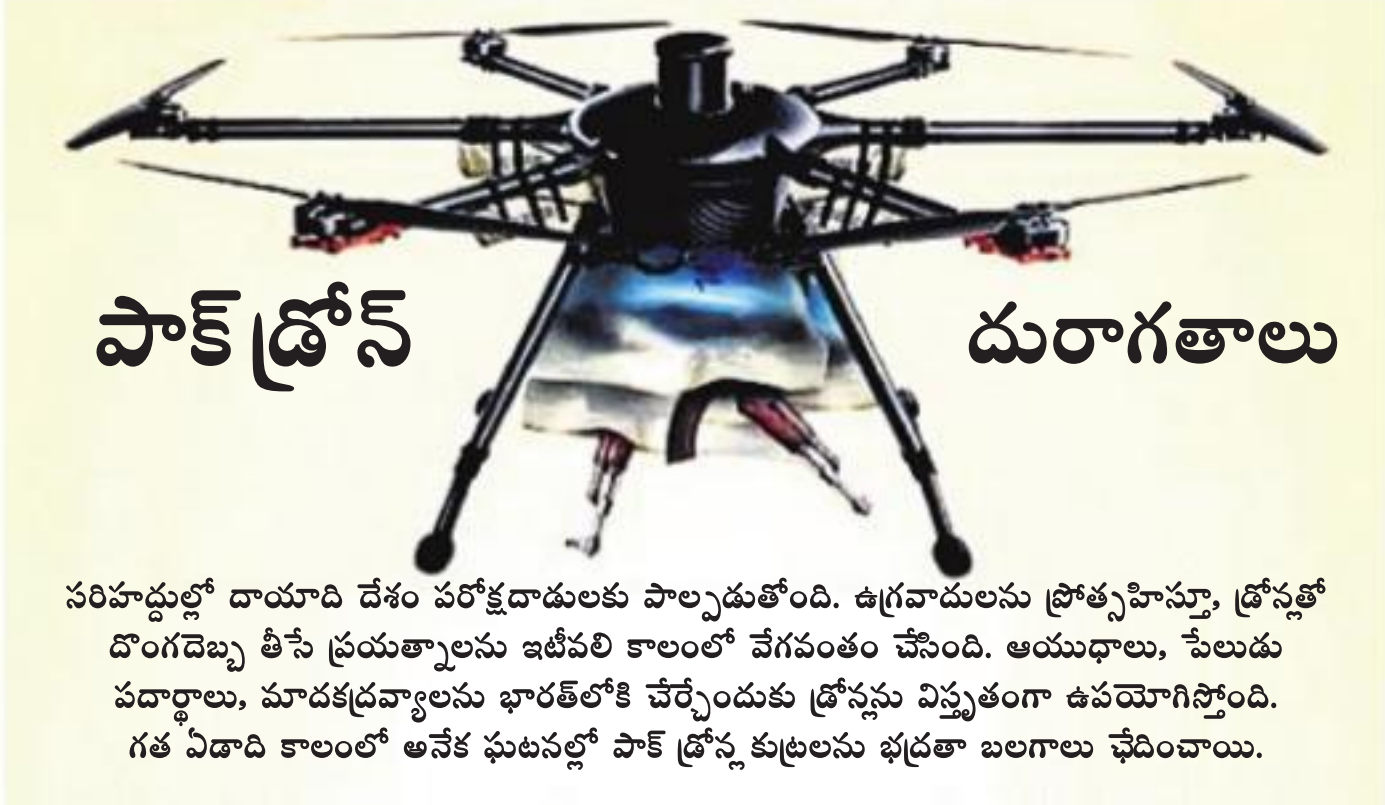 పాక్ డ్రోన్ దురాగతాలు
సరిహద్దుల్లో దాయాది దేశం పరోక్షదాడులకు పాల్పడుతోంది. ఉగ్రవాదులను ప్రోత్సహిస్తూ, డ్రోన్లతో
దొంగదెబ్బ తీసే ప్రయత్నాలను ఇటీవలి కాలంలో వేగవంతం చేసింది. ఆయుధాలు, పేలుడు
పదార్థాలు, మాదకద్రవ్యాలను భారత్‌లోకి చేర్చేందుకు డ్రోన్లను విస్తృతంగా ఉపయోగిస్తోంది.
గత ఏడాది కాలంలో అనేక ఘటనల్లో పాక్ డ్రోన్ల కుట్రలను భద్రతా బలగాలు ఛేదించాయి.